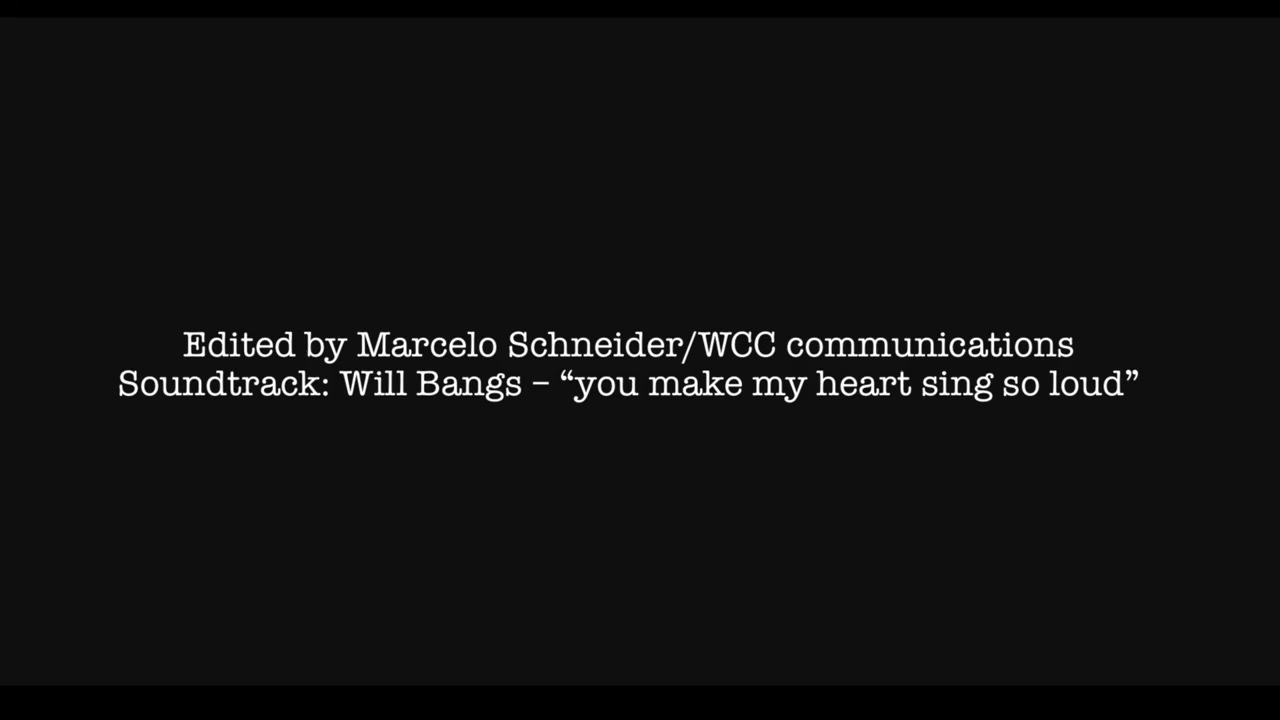 Edited by Marcelo Schneider/WCC communications
Soundtrack: Will Bangs – “you make my heart sing so loud”